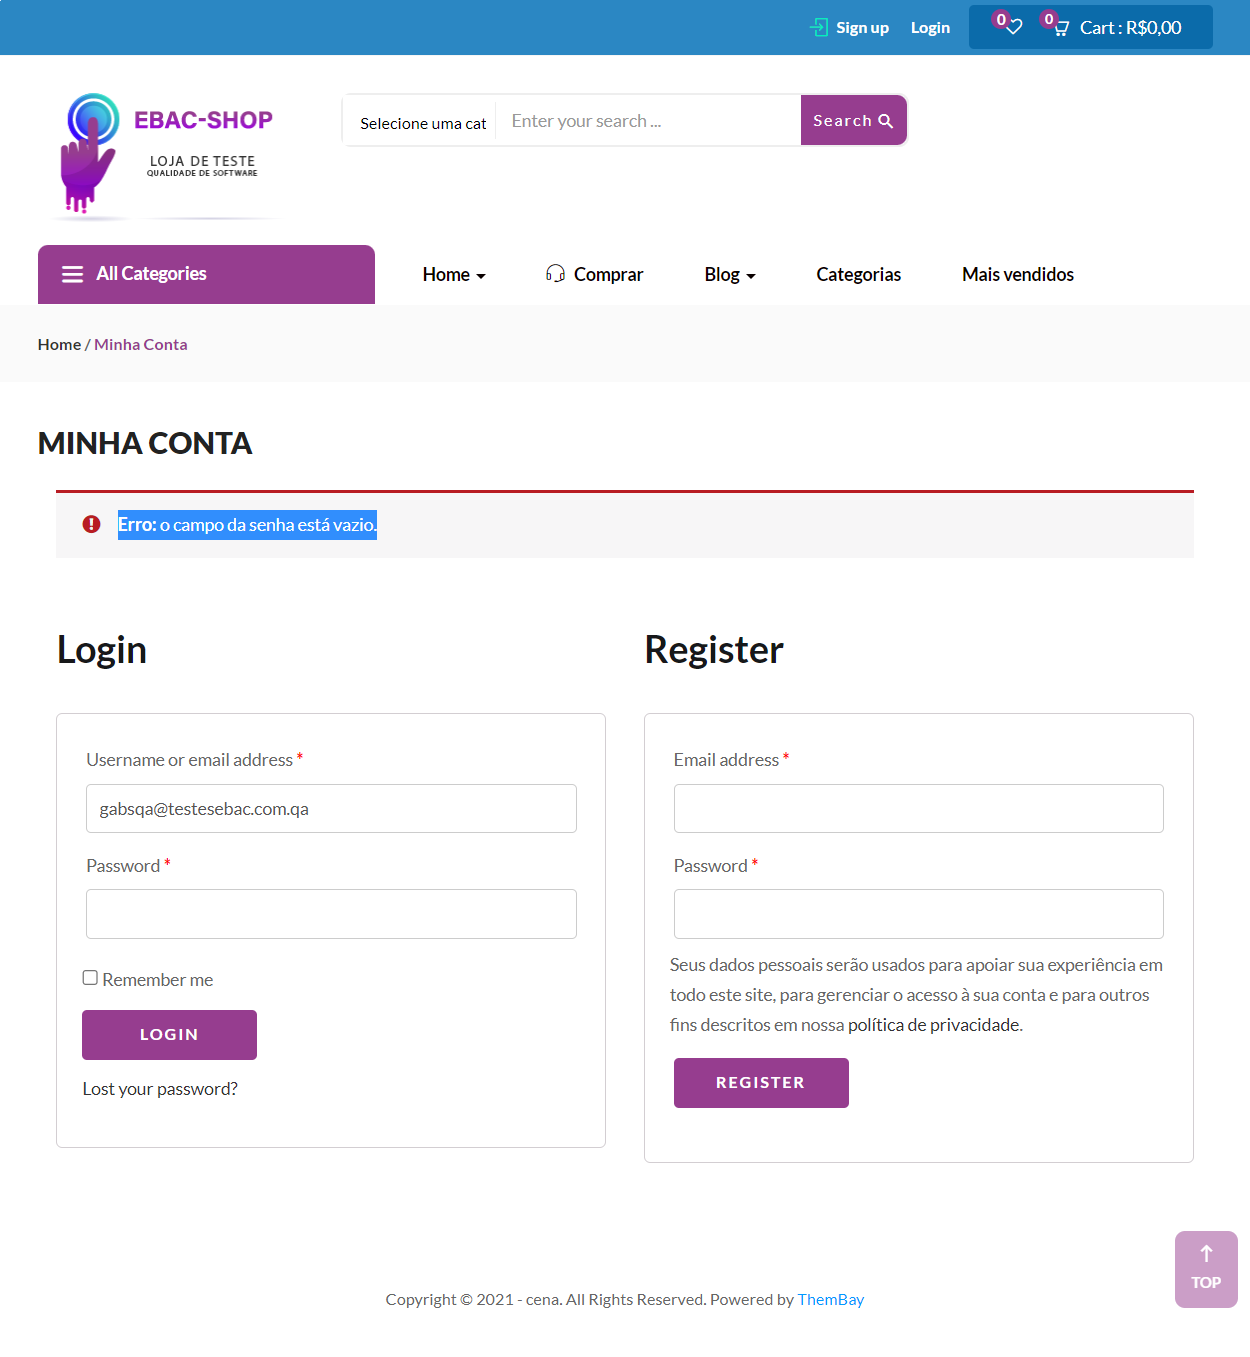 Sign up Login 0 0 Cart : R$0,00
EBAC-SHOP
LOJA DE TESTE
QUALIDADE DE SOFTWARE
Selecione uma cat Enter your search ... Search
All Categories Home Comprar Blog Categorias Mais vendidos
Home / Minha Conta
MINHA CONTA
Erro: o campo da senha está vazio.
Login
Username or email address *
gabsqa@testesebac.com.qa
Password *
Remember me
LOGIN
Lost your password?
Register
Email address *
Password *
Seus dados pessoais serão usados para apoiar sua experiência em
todo este site, para gerenciar o acesso à sua conta e para outros
fins descritos em nossa política de privacidade.
REGISTER
TOP
Copyright © 2021 - cena. All Rights Reserved. Powered by ThemBay